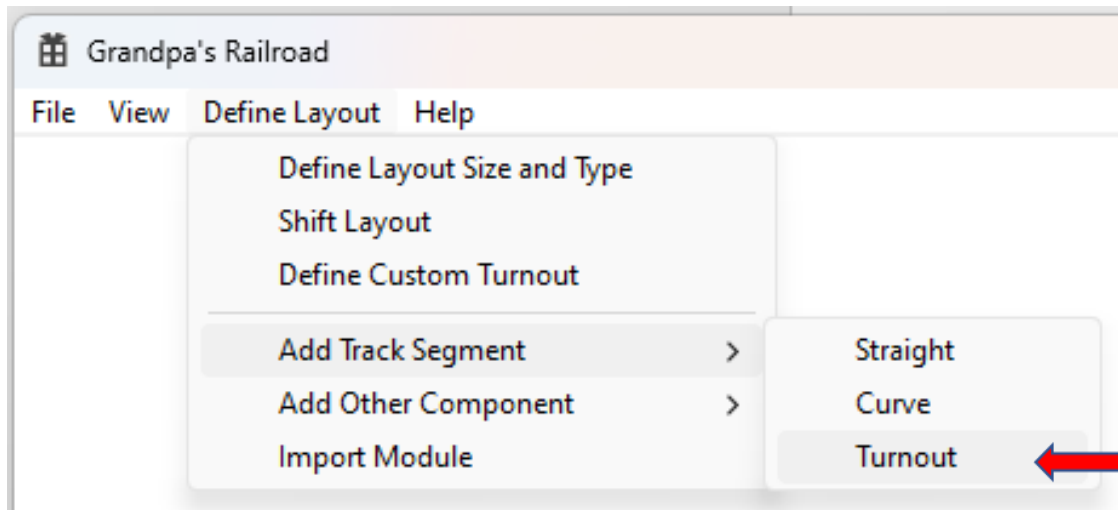 Grandpa's Railroad
File View Define Layout Help
Define Layout Size and Type
Shift Layout
Define Custom Turnout
Add Track Segment
Add Other Component
Import Module
Straight
Curve
Turnout